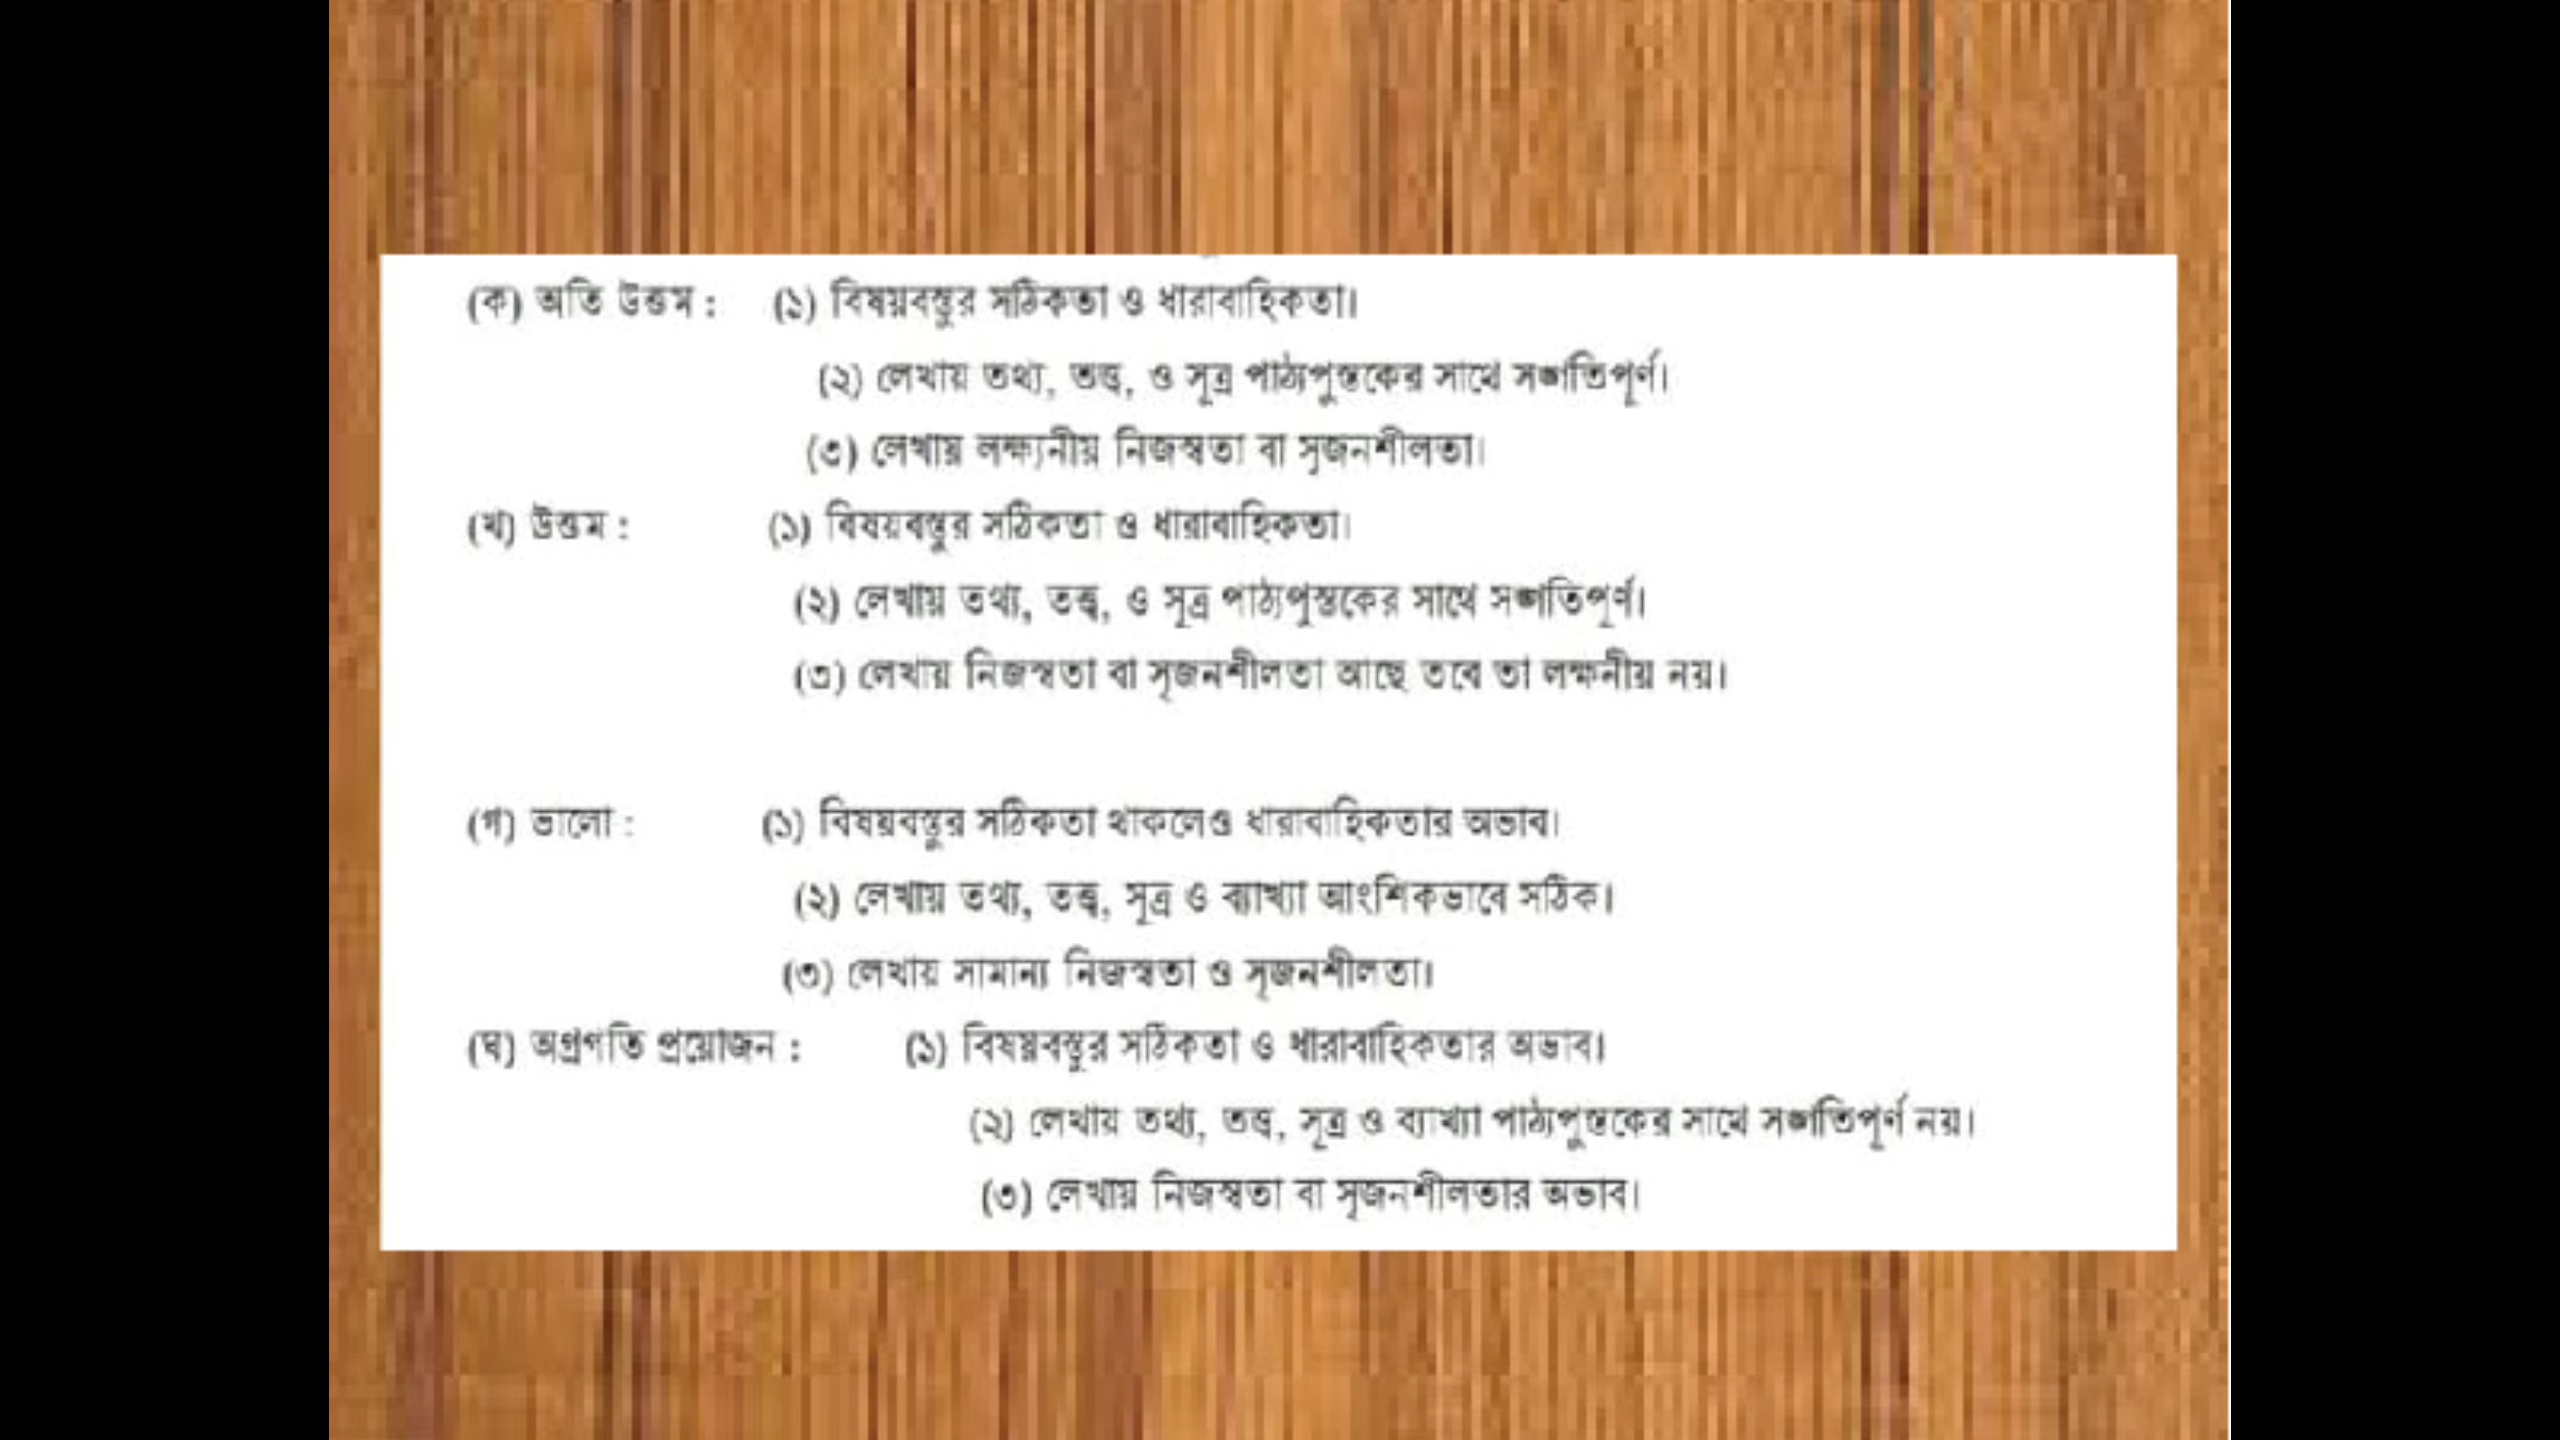 (ক) অতি উত্তম : (১) বিষয়বস্তুর সঠিকতা ও ধারাবাহিকতা।
(২) লেখায় তথ্য, তত্ত্ব, ও সূত্র পাঠ্যপুস্তকের সাথে সঙ্গতিপূর্ণ।
(৩) লেখায় লক্ষ্যনীয় নিজস্বতা বা সৃজনশীলতা।
(খ) উত্তম : (১) বিষয়বস্তুর সঠিকতা ও ধারাবাহিকতা।
(২) লেখায় তথ্য, তত্ত্ব, ও সূত্র পাঠ্যপুস্তকের সাথে সঙ্গতিপূর্ণ।
(৩) লেখায় নিজস্বতা বা সৃজনশীলতা আছে তবে তা লক্ষনীয় নয়।
(গ) ভালো : (১) বিষয়বস্তুর সঠিকতা থাকলেও ধারাবাহিকতার অভাব।
(২) লেখায় তথ্য, তত্ত্ব, সূত্র ও ব্যাখ্যা আংশিকভাবে সঠিক।
(৩) লেখায় সামান্য নিজস্বতা ও সৃজনশীলতা।
(ঘ) অগ্রগতি প্রয়োজন : (১) বিষয়বস্তুর সঠিকতা ও ধারাবাহিকতার অভাব।
(২) লেখায় তথ্য, তত্ত্ব, সূত্র ও ব্যাখ্যা পাঠ্যপুস্তকের সাথে সঙ্গতিপূর্ণ নয়।
(৩) লেখায় নিজস্বতা বা সৃজনশীলতার অভাব।